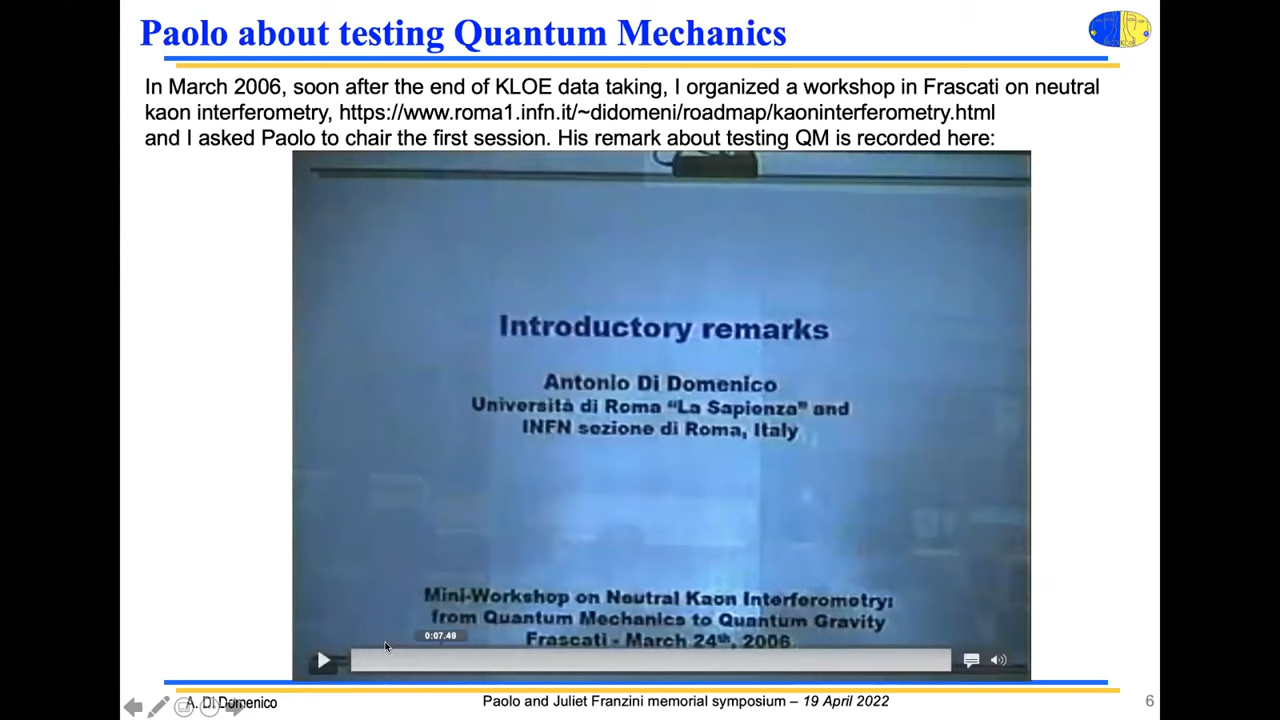 Paolo about testing Quantum Mechanics
In March 2006, soon after the end of KLOE data taking, I organized a workshop in Frascati on neutral
kaon interferometry, https://www.roma1.infn.it/~didomeni/roadmap/kaoninterferometry.html
and I asked Paolo to chair the first session. His remark about testing QM is recorded here:
Introductory remarks
Antonio Di Domenico
Università di Roma “La Sapienza” and
INFN sezione di Roma, Italy
Mini-Workshop on Neutral Kaon Interferometry:
from Quantum Mechanics to Quantum Gravity
Frascati - March 24th, 2006
0:07.49
A. Di Domenico
Paolo and Juliet Franzini memorial symposium – 19 April 2022
6